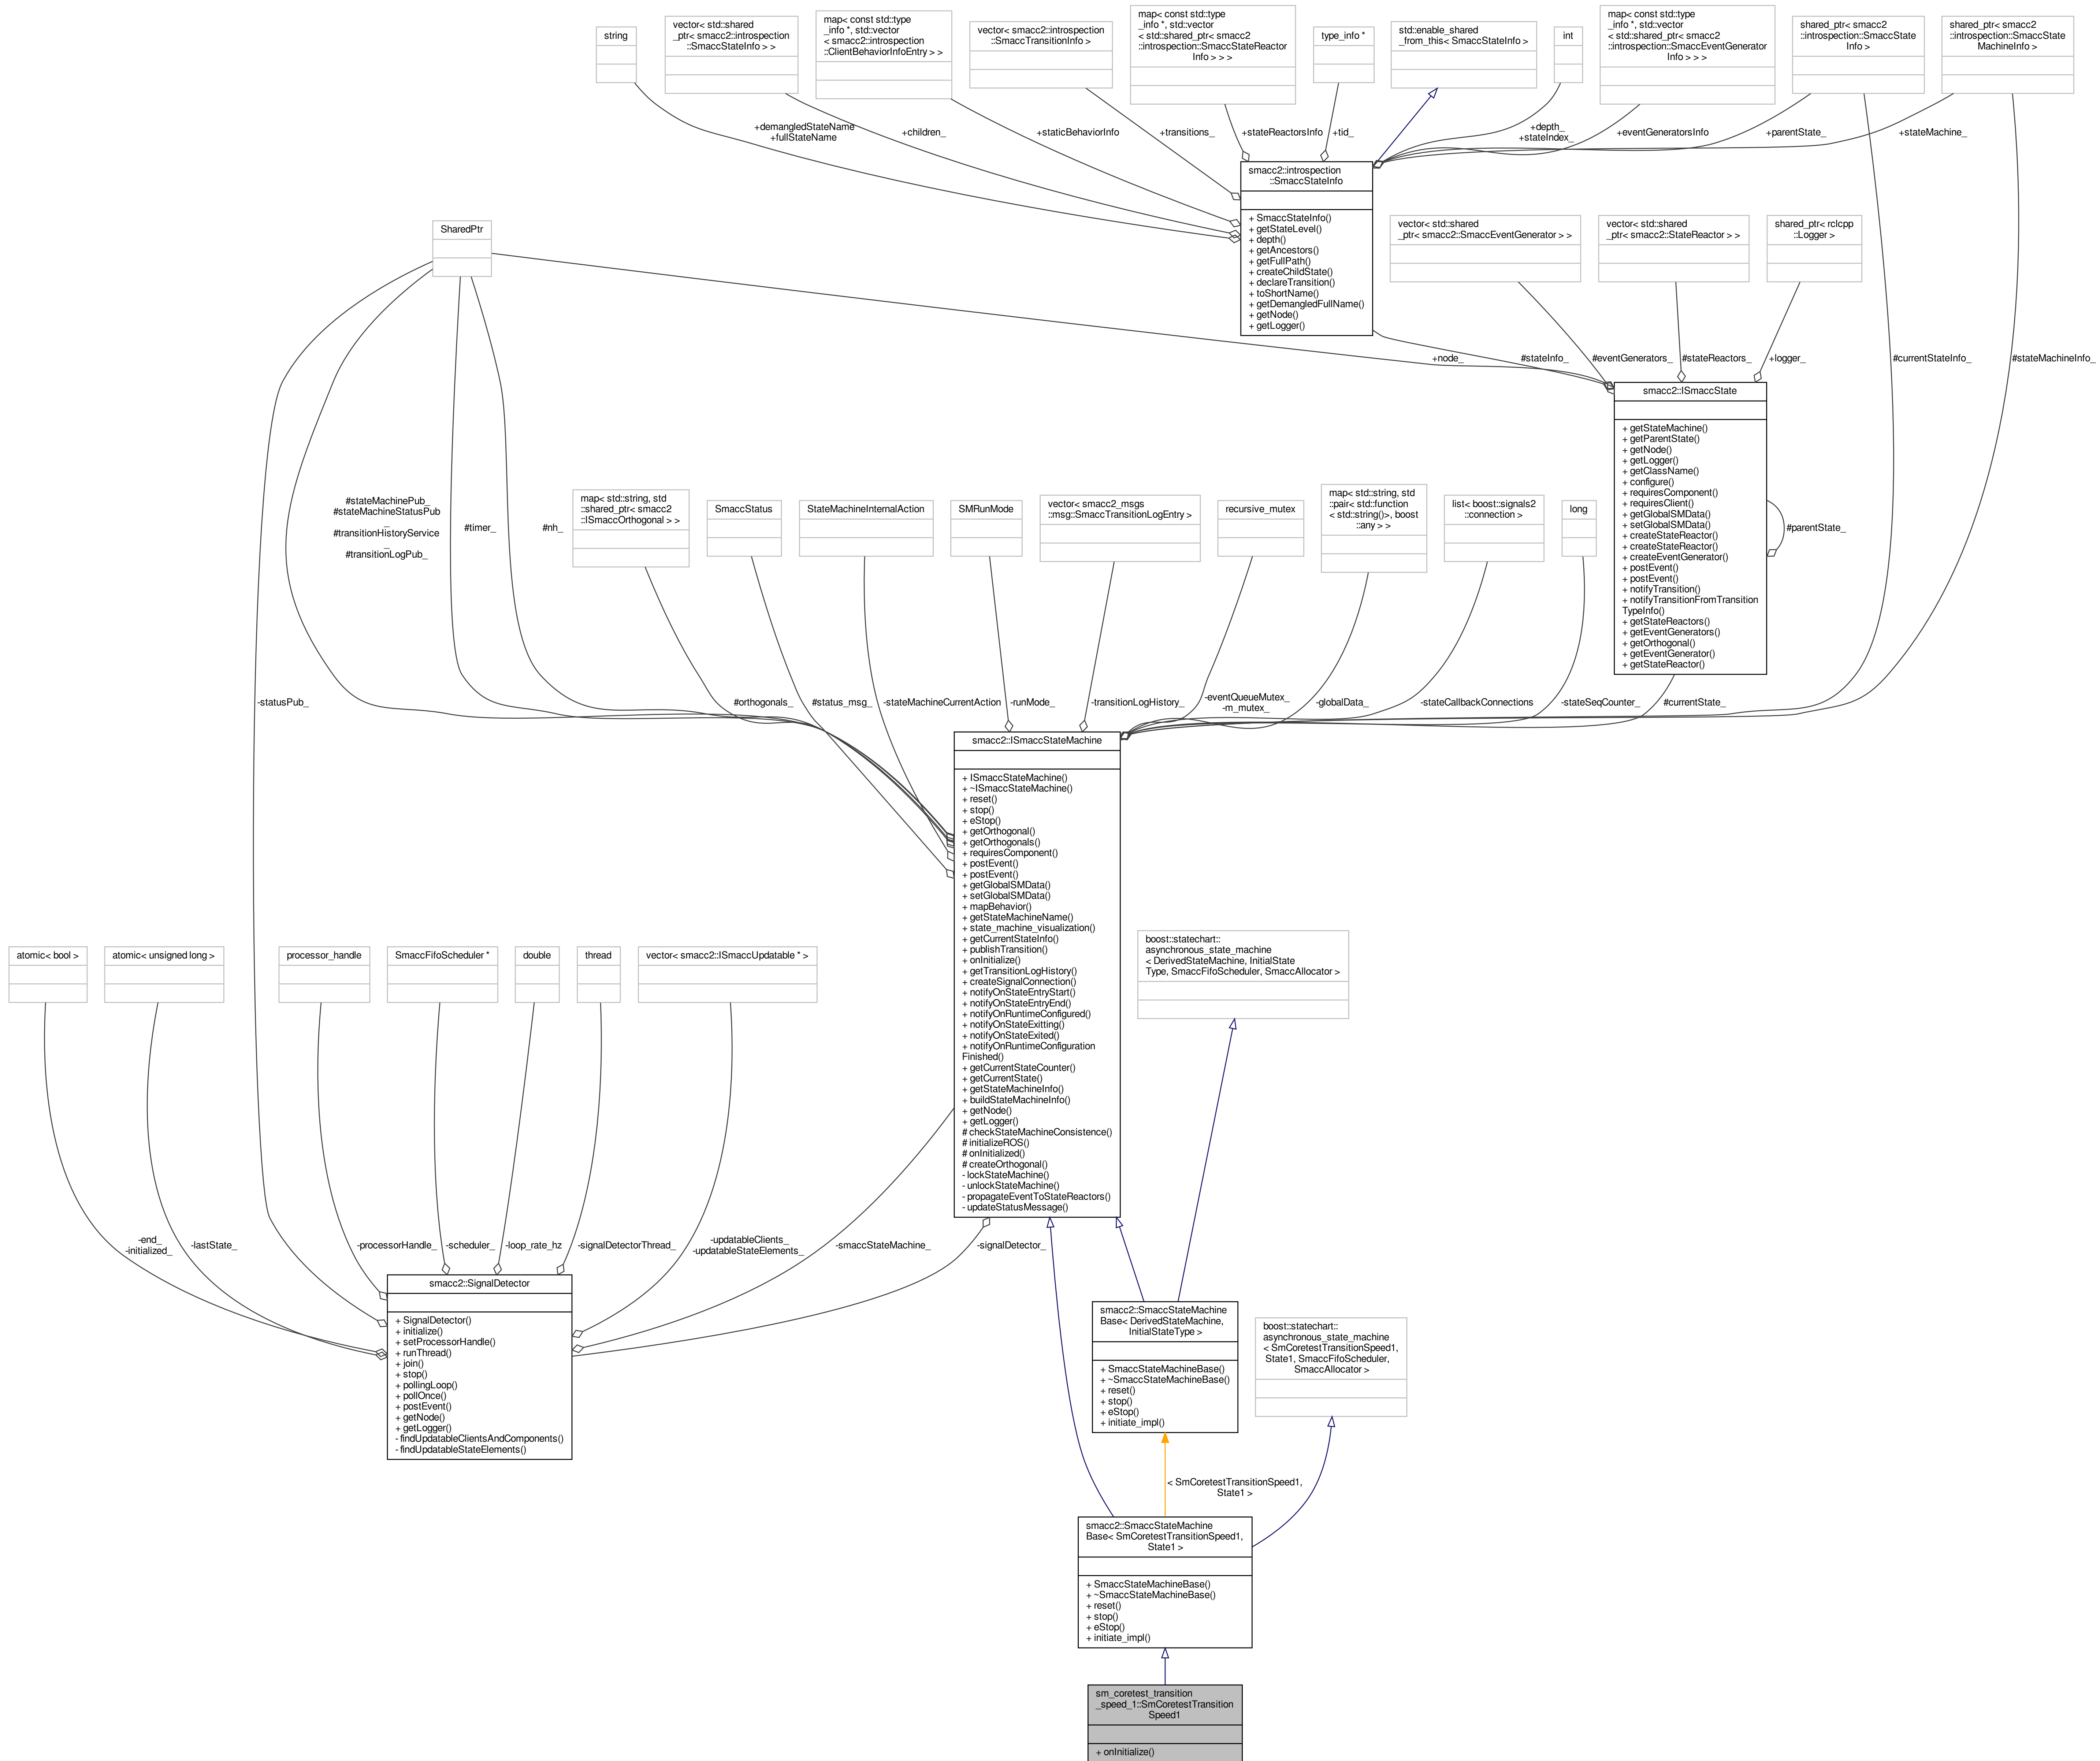 string
vector< std::shared
_ptr< smacc2::introspection
::SmaccStateInfo > >
map< const std::type
_info *, std::vector
< smacc2::introspection
::ClientBehaviorInfoEntry > >
vector< smacc2::introspection
::SmaccTransitionInfo >
map< const std::type
_info *, std::vector
< std::shared_ptr< smacc2
::introspection::SmaccStateReactor
Info > > >
type_info *
std::enable_shared
_from_this< SmaccStateInfo >
int
map< const std::type
_info *, std::vector
< std::shared_ptr< smacc2
::introspection::SmaccEventGenerator
Info > > >
shared_ptr< smacc2
::introspection::SmaccState
Info >
shared_ptr< smacc2
::introspection::SmaccState
MachineInfo >
+demangledStateName
+fullStateName
+children_
+staticBehaviorInfo
+transitions_
+stateReactorsInfo
+tid_
+depth_
+stateIndex_
+eventGeneratorsInfo
+parentState_
+stateMachine_
smacc2::introspection
::SmaccStateInfo
+ SmaccStateInfo()
+ getStateLevel()
+ depth()
+ getAncestors()
+ getFullPath()
+ createChildState()
+ declareTransition()
+ toShortName()
+ getDemangledFullName()
+ getNode()
+ getLogger()
SharedPtr
vector< std::shared
_ptr< smacc2::SmaccEventGenerator > >
vector< std::shared
_ptr< smacc2::StateReactor > >
shared_ptr< rclcpp
::Logger >
+node_
#stateInfo_
#eventGenerators_
#stateReactors_
+logger_
#currentStateInfo_
#stateMachineInfo_
smacc2::ISmaccState
+ getStateMachine()
+ getParentState()
+ getNode()
+ getLogger()
+ getClassName()
+ configure()
+ requiresComponent()
+ requiresClient()
+ getGlobalSMData()
+ setGlobalSMData()
+ createStateReactor()
+ createStateReactor()
+ createEventGenerator()
+ postEvent()
+ postEvent()
+ notifyTransition()
+ notifyTransitionFromTransition
TypeInfo()
+ getStateReactors()
+ getEventGenerators()
+ getOrthogonal()
+ getEventGenerator()
+ getStateReactor()
#parentState_
#stateMachinePub_
#stateMachineStatusPub
_
#transitionHistoryService
_
#transitionLogPub_
#timer_
#nh_
map< std::string, std
::shared_ptr< smacc2
::ISmaccOrthogonal > >
SmaccStatus
StateMachineInternalAction
SMRunMode
vector< smacc2_msgs
::msg::SmaccTransitionLogEntry >
recursive_mutex
map< std::string, std
::pair< std::function
< std::string()>, boost
::any > >
list< boost::signals2
::connection >
long
-statusPub_
#orthogonals_
#status_msg_
-stateMachineCurrentAction
-runMode_
-transitionLogHistory_
-eventQueueMutex_
-m_mutex_
-globalData_
-stateCallbackConnections
-stateSeqCounter_
#currentState_
smacc2::ISmaccStateMachine
+ ISmaccStateMachine()
+ ~ISmaccStateMachine()
+ reset()
+ stop()
+ eStop()
+ getOrthogonal()
+ getOrthogonals()
+ requiresComponent()
+ postEvent()
+ postEvent()
+ getGlobalSMData()
+ setGlobalSMData()
+ mapBehavior()
+ getStateMachineName()
+ state_machine_visualization()
+ getCurrentStateInfo()
+ publishTransition()
+ onInitialize()
+ getTransitionLogHistory()
+ createSignalConnection()
+ notifyOnStateEntryStart()
+ notifyOnStateEntryEnd()
+ notifyOnRuntimeConfigured()
+ notifyOnStateExitting()
+ notifyOnStateExited()
+ notifyOnRuntimeConfiguration
Finished()
+ getCurrentStateCounter()
+ getCurrentState()
+ getStateMachineInfo()
+ buildStateMachineInfo()
+ getNode()
+ getLogger()
# checkStateMachineConsistence()
# initializeROS()
# onInitialized()
# createOrthogonal()
- lockStateMachine()
- unlockStateMachine()
- propagateEventToStateReactors()
- updateStatusMessage()
atomic< bool >
atomic< unsigned long >
processor_handle
SmaccFifoScheduler *
double
thread
vector< smacc2::ISmaccUpdatable * >
boost::statechart::
asynchronous_state_machine
< DerivedStateMachine, InitialState
Type, SmaccFifoScheduler, SmaccAllocator >
-end_
-initialized_
-lastState_
-processorHandle_
-scheduler_
-loop_rate_hz
-signalDetectorThread_
-updatableClients_
-updatableStateElements_
-smaccStateMachine_
-signalDetector_
smacc2::SignalDetector
+ SignalDetector()
+ initialize()
+ setProcessorHandle()
+ runThread()
+ join()
+ stop()
+ pollingLoop()
+ pollOnce()
+ postEvent()
+ getNode()
+ getLogger()
- findUpdatableClientsAndComponents()
- findUpdatableStateElements()
smacc2::SmaccStateMachine
Base< DerivedStateMachine,
InitialStateType >
+ SmaccStateMachineBase()
+ ~SmaccStateMachineBase()
+ reset()
+ stop()
+ eStop()
+ initiate_impl()
boost::statechart::
asynchronous_state_machine
< SmCoretestTransitionSpeed1,
State1, SmaccFifoScheduler,
SmaccAllocator >
< SmCoretestTransitionSpeed1,
State1 >
smacc2::SmaccStateMachine
Base< SmCoretestTransitionSpeed1,
State1 >
+ SmaccStateMachineBase()
+ ~SmaccStateMachineBase()
+ reset()
+ stop()
+ eStop()
+ initiate_impl()
sm_coretest_transition
_speed_1::SmCoretestTransition
Speed1
+ onInitialize()